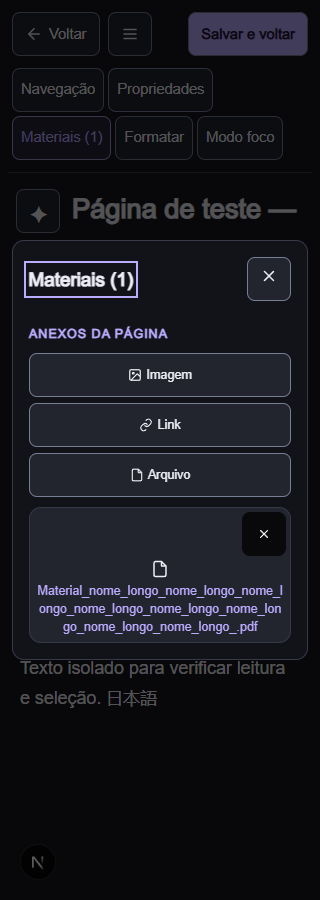 Voltar
Salvar e voltar
Navegação
Propriedades
Materiais (1)
Formatar
Modo foco
Página de teste —
Materiais (1)
ANEXOS DA PÁGINA
Imagem
Link
Arquivo
Material_nome_longo_nome_longo_nome_l
ongo_nome_longo_nome_longo_nome_lon
go_nome_longo_nome_longo_.pdf
Texto isolado para verificar leitura
e seleção. 日本語
N